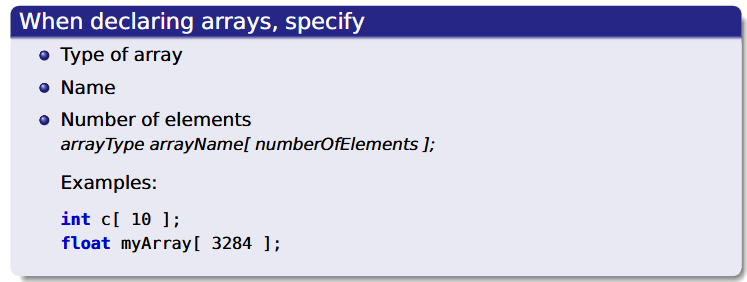 When declaring arrays, specify
Type of array
Name
Number of elements
arrayType arrayName[ numberOfElements ];
Examples:
int c[ 10 ];
float myArray[ 3284 ];